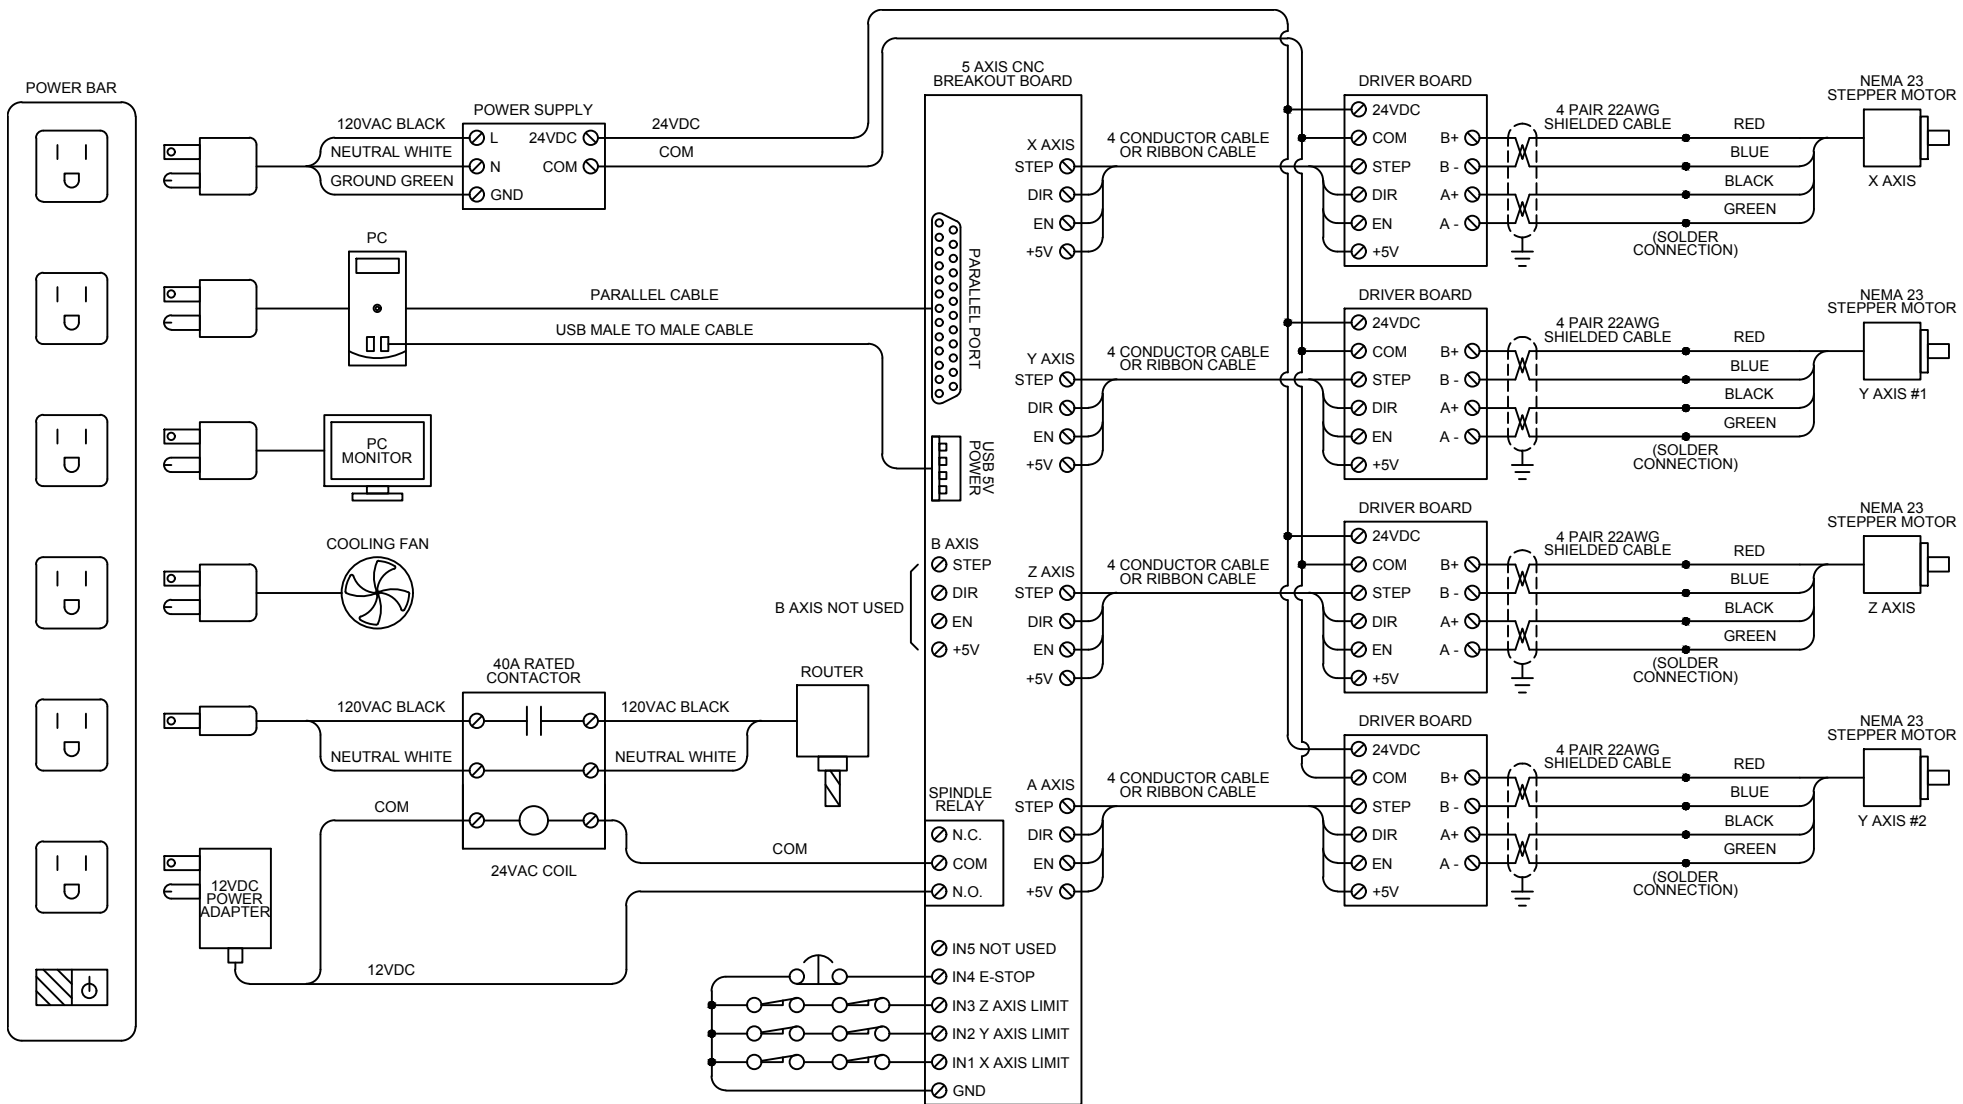 POWER BAR
120VAC BLACK
NEUTRAL WHITE
GROUND GREEN
POWER SUPPLY
L
24VDC
N
COM
GND
24VDC
COM
PC
PARALLEL CABLE
USB MALE TO MALE CABLE
PC
MONITOR
COOLING FAN
40A RATED
CONTACTOR
120VAC BLACK
120VAC BLACK
NEUTRAL WHITE
NEUTRAL WHITE
ROUTER
COM
24VAC COIL
COM
12VDC
POWER
ADAPTER
12VDC
5 AXIS CNC
BREAKOUT BOARD
PARALLEL PORT
USB 5V
POWER
B AXIS
STEP
DIR
EN
+5V
B AXIS NOT USED
SPINDLE
RELAY
N.C.
COM
N.O.
IN5 NOT USED
IN4 E-STOP
IN3 Z AXIS LIMIT
IN2 Y AXIS LIMIT
IN1 X AXIS LIMIT
GND
X AXIS
STEP
DIR
EN
+5V
4 CONDUCTOR CABLE
OR RIBBON CABLE
Y AXIS
STEP
DIR
EN
+5V
4 CONDUCTOR CABLE
OR RIBBON CABLE
Z AXIS
STEP
DIR
EN
+5V
4 CONDUCTOR CABLE
OR RIBBON CABLE
A AXIS
STEP
DIR
EN
+5V
4 CONDUCTOR CABLE
OR RIBBON CABLE
DRIVER BOARD
24VDC
COM
STEP
DIR
EN
+5V
B+
B -
A+
A -
4 PAIR 22AWG
SHIELDED CABLE
RED
BLUE
BLACK
GREEN
(SOLDER
CONNECTION)
NEMA 23
STEPPER MOTOR
X AXIS
DRIVER BOARD
24VDC
COM
STEP
DIR
EN
+5V
B+
B -
A+
A -
4 PAIR 22AWG
SHIELDED CABLE
RED
BLUE
BLACK
GREEN
(SOLDER
CONNECTION)
NEMA 23
STEPPER MOTOR
Y AXIS #1
DRIVER BOARD
24VDC
COM
STEP
DIR
EN
+5V
B+
B -
A+
A -
4 PAIR 22AWG
SHIELDED CABLE
RED
BLUE
BLACK
GREEN
(SOLDER
CONNECTION)
NEMA 23
STEPPER MOTOR
Z AXIS
DRIVER BOARD
24VDC
COM
STEP
DIR
EN
+5V
B+
B -
A+
A -
4 PAIR 22AWG
SHIELDED CABLE
RED
BLUE
BLACK
GREEN
(SOLDER
CONNECTION)
NEMA 23
STEPPER MOTOR
Y AXIS #2